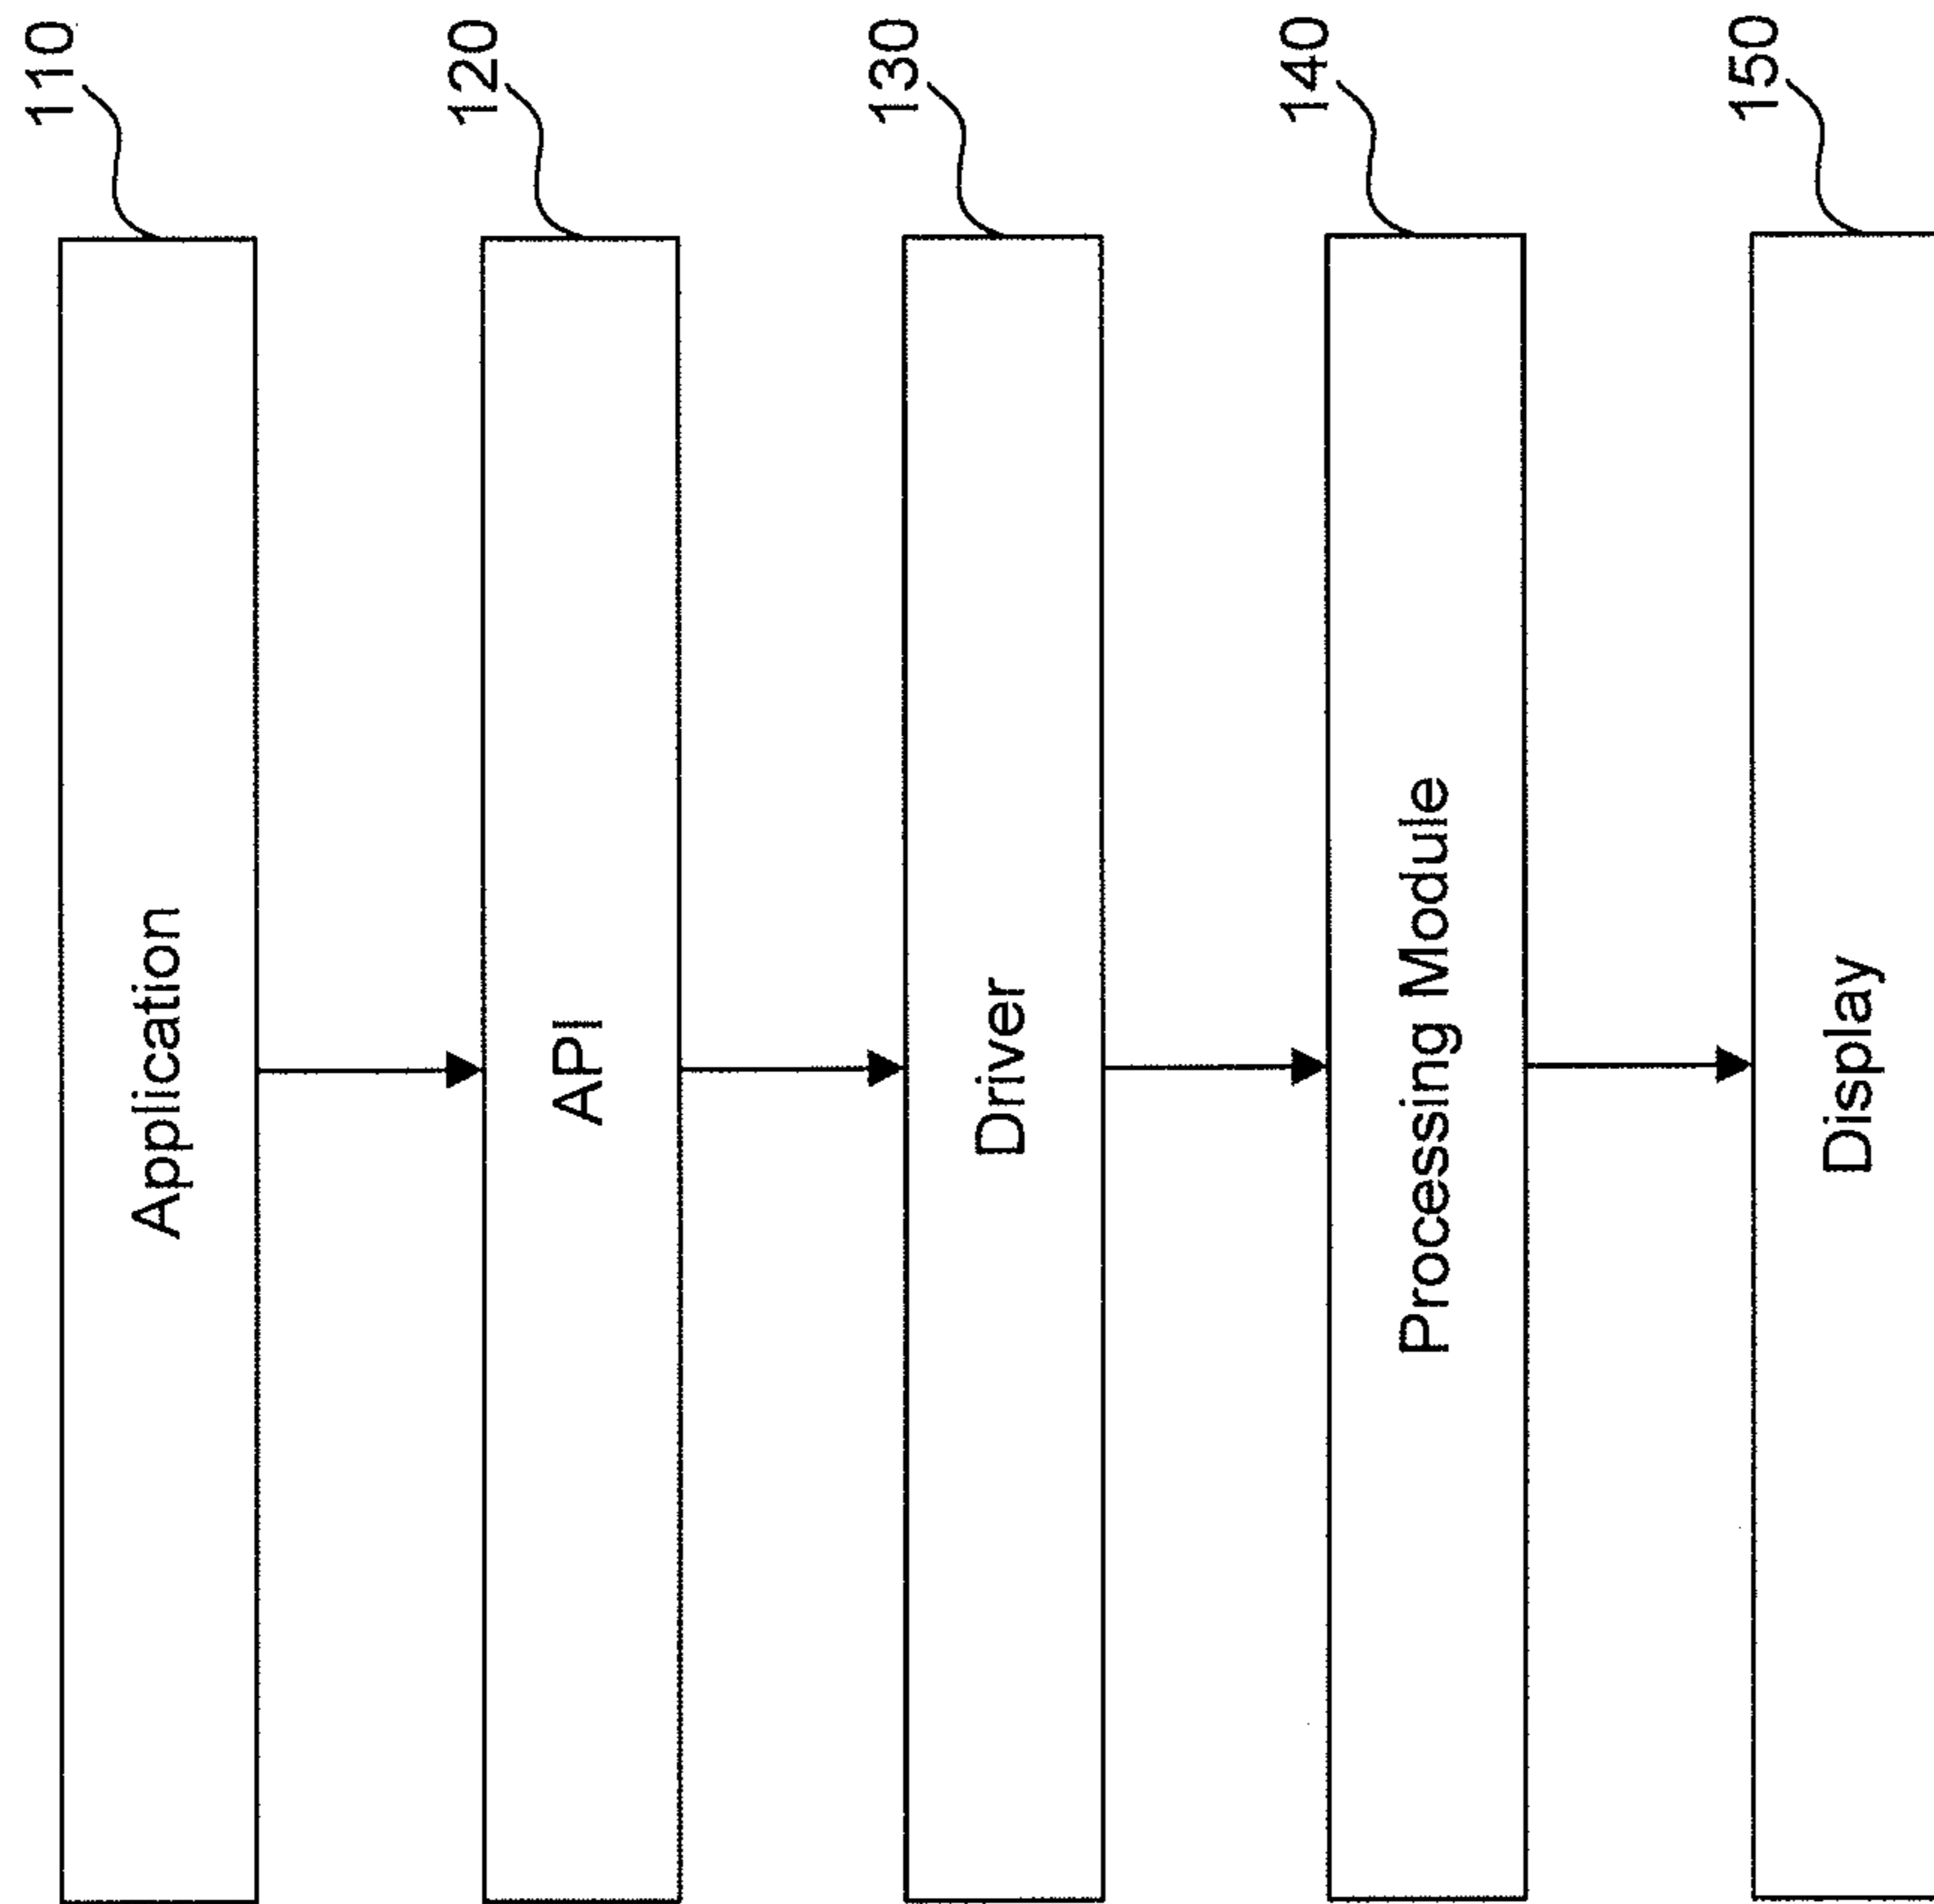 110
Application
120
API
130
Driver
140
Processing Module
150
Display